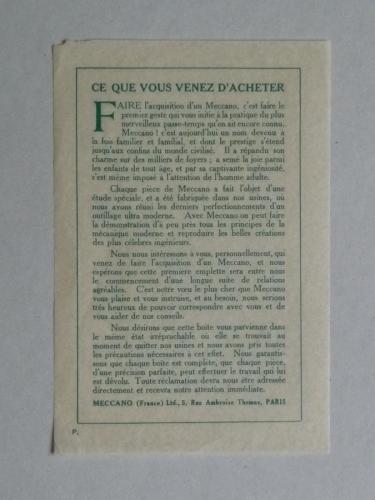 CE QUE VOUS VENEZ D'ACHETER
FAIRE l'acquisition d'un Meccano, c'est faire le
premier geste qui vous initie à la pratique du plus
merveilleux passe-temps qu'on ait encore connu..
Meccano ! c'est aujourd'hui un nom devenu à
la fois familier et familial, et dont le prestige s'étend
jusqu'aux confins du monde civilisé. Il a répandu son
charme sur des milliers de foyers ; a semé la joie parmi
les enfants de tout âge, et par sa captivante ingéniosité,
s'est même imposé à l'attention de l'homme adulte.
Chaque pièce de Meccano a fait l'objet d'une
étude spéciale, et a été fabriquée dans nos usines, où
nous avons réuni les derniers perfectionnements d'un
outillage ultra moderne. Avec Meccano on peut faire
la démonstration d'à peu près tous les principes de la
mécanique moderne et reproduire les belles créations
des plus célèbres ingénieurs.
Nous nous intéressons à vous, personnellement, qui
venez de faire l'acquisition d'un Meccano, et nous
espérons que cette première emplette sera entre nous
le commencement d'une longue suite de relations
agréables. C'est notre vœu le plus cher que Meccano
vous plaise et vous instruise, et au besoin, nous serions
très heureux de pouvoir correspondre avec vous et de
vous aider de nos conseils.
Nous désirons que cette boite vous parvienne dans
le même état irréprochable où elle se trouvait au
moment de quitter nos usines et nous avons pris toutes
les précautions nécessaires à cet effet. Nous garantis-
sons que chaque boite est complète, que chaque pièce,
d'une précision parfaite, peut effectuer le travail qui lui
est dévolu. Toute réclamation devra nous être adressée
directement et recevra notre attention immédiate.
MECCANO (France) Ltd., 5, Rue Ambroise Thomas, PARIS
P.